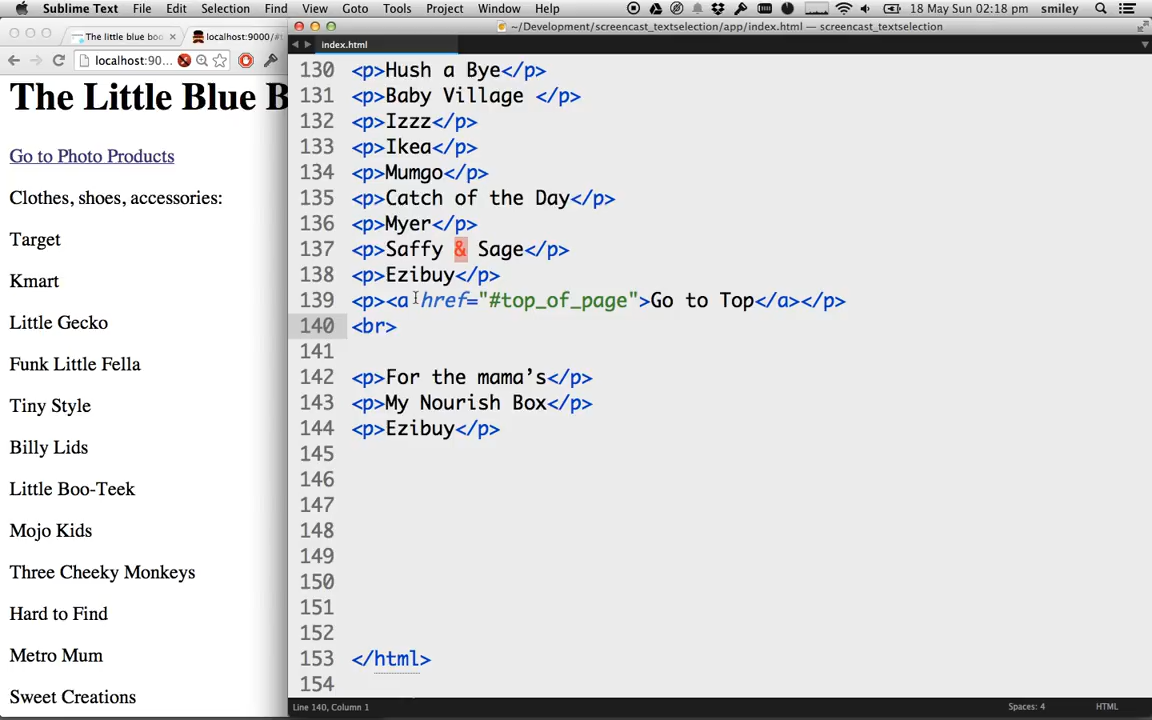 Sublime Text File Edit Selection Find View Goto Tools Project Window Help 18 May Sun 02:18 pm smiley
~/Development/screencast_textselection/app/index.html — screencast_textselection
The little blue boo × localhost:9000/#t
index.html
localhost:90...
The Little Blue B
Go to Photo Products
Clothes, shoes, accessories:
Target
Kmart
Little Gecko
Funk Little Fella
Tiny Style
Billy Lids
Little Boo-Teek
Mojo Kids
Three Cheeky Monkeys
Hard to Find
Metro Mum
Sweet Creations
130 <p>Hush a Bye</p>
131 <p>Baby Village </p>
132 <p>Izzz</p>
133 <p>Ikea</p>
134 <p>Mumgo</p>
135 <p>Catch of the Day</p>
136 <p>Myer</p>
137 <p>Saffy & Sage</p>
138 <p>Ezibuy</p>
139 <p><a href="#top_of_page">Go to Top</a></p>
140 <br>
141
142 <p>For the mama’s</p>
143 <p>My Nourish Box</p>
144 <p>Ezibuy</p>
145
146
147
148
149
150
151
152
153 </html>
154
Line 140, Column 1 Spaces: 4 HTML